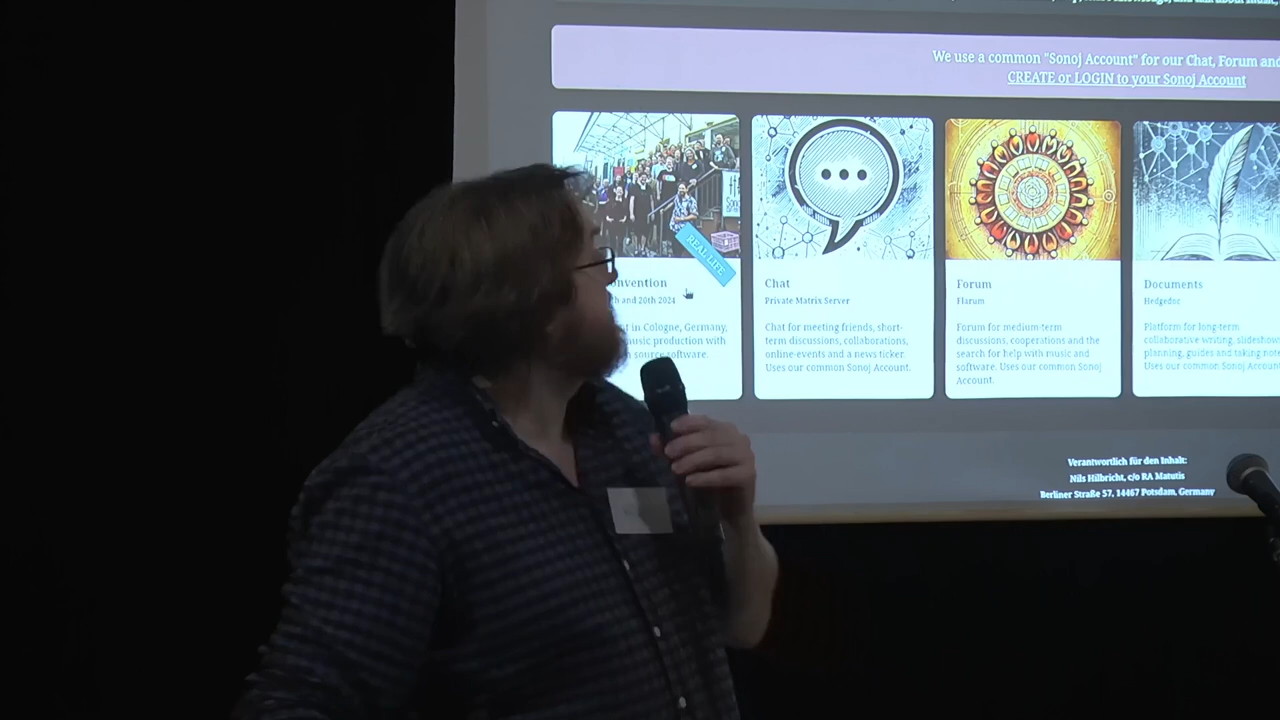 We use a common "Sonoj Account" for our Chat, Forum and
CREATE or LOGIN to your Sonoj Account
REAL LIFE
onvention
th and 20th 2024
t in Cologne, Germany,
music production with
source software.
Chat
Private Matrix Server
Chat for meeting friends, short-
term discussions, collaborations,
online-events and a news ticker.
Uses our common Sonoj Account.
Forum
Flarum
Forum for medium-term
discussions, cooperations and the
search for help with music and
software. Uses our common Sonoj
Account.
Documents
Hedgedoc
Platform for long-term
collaborative writing, slideshows
planning, guides and taking note
Uses our common Sonoj Account.
Verantwortlich für den Inhalt:
Nils Hilbricht, c/o RA Matutis
Berliner Straße 57, 14467 Potsdam, Germany